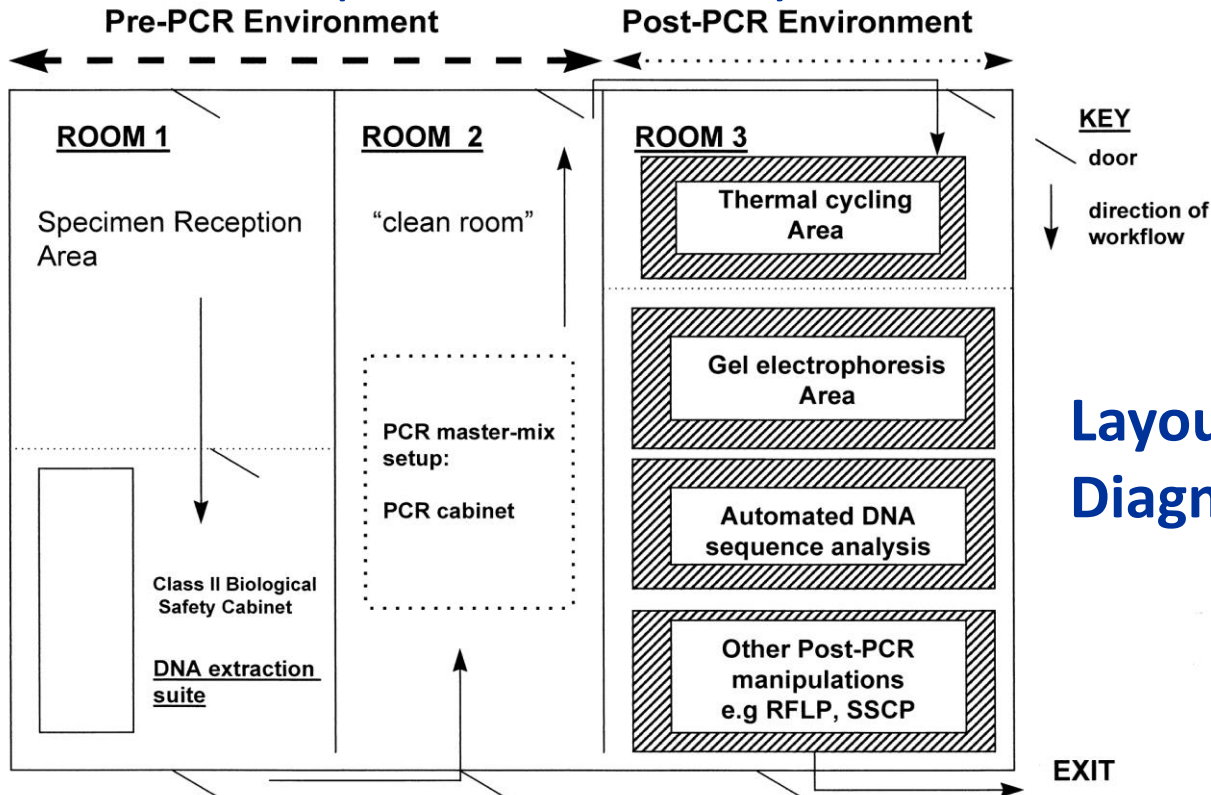 Pre-PCR Environment
Post-PCR Environment
ROOM 1
Specimen Reception
Area
Class II Biological
Safety Cabinet
DNA extraction
suite
ROOM 2
“clean room”
PCR master-mix
setup:
PCR cabinet
ROOM 3
Thermal cycling
Area
Gel electrophoresis
Area
Automated DNA
sequence analysis
Other Post-PCR
manipulations
e.g RFLP, SSCP
EXIT
KEY
door
direction of
workflow